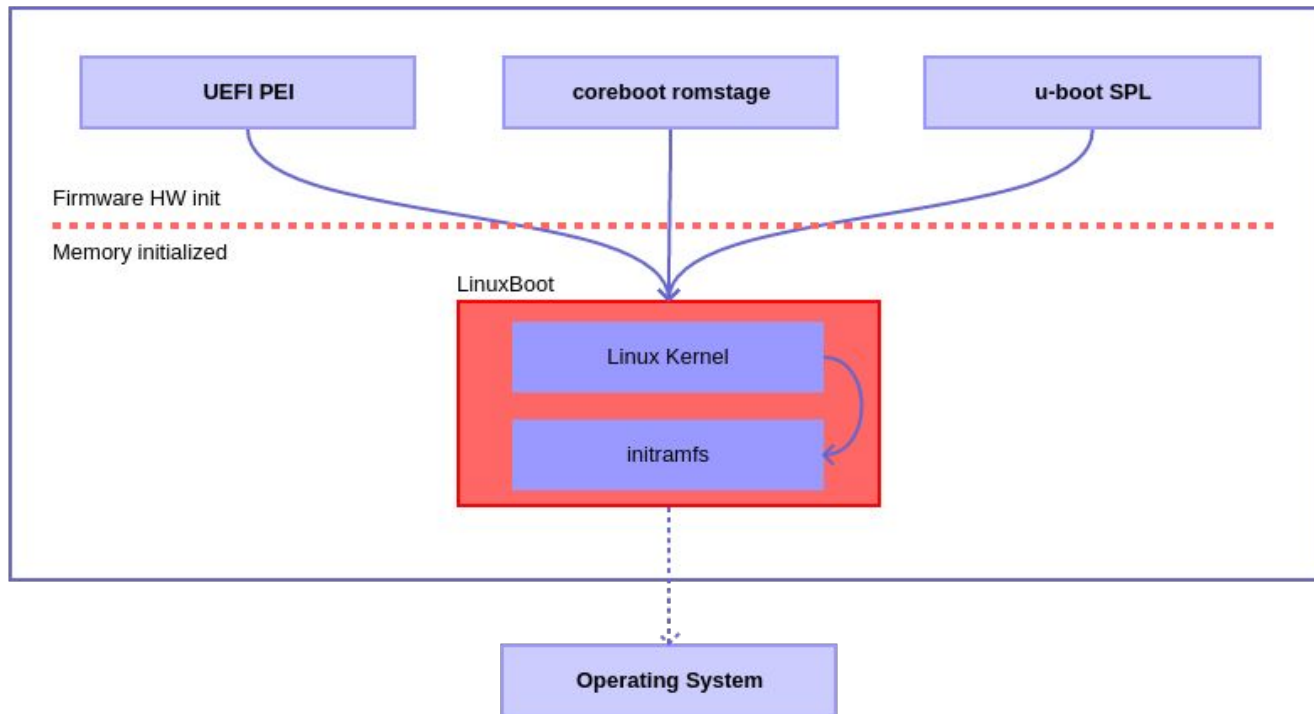 UEFI PEI
coreboot romstage
u-boot SPL
Firmware HW init
Memory initialized
LinuxBoot
Linux Kernel
initramfs
Operating System